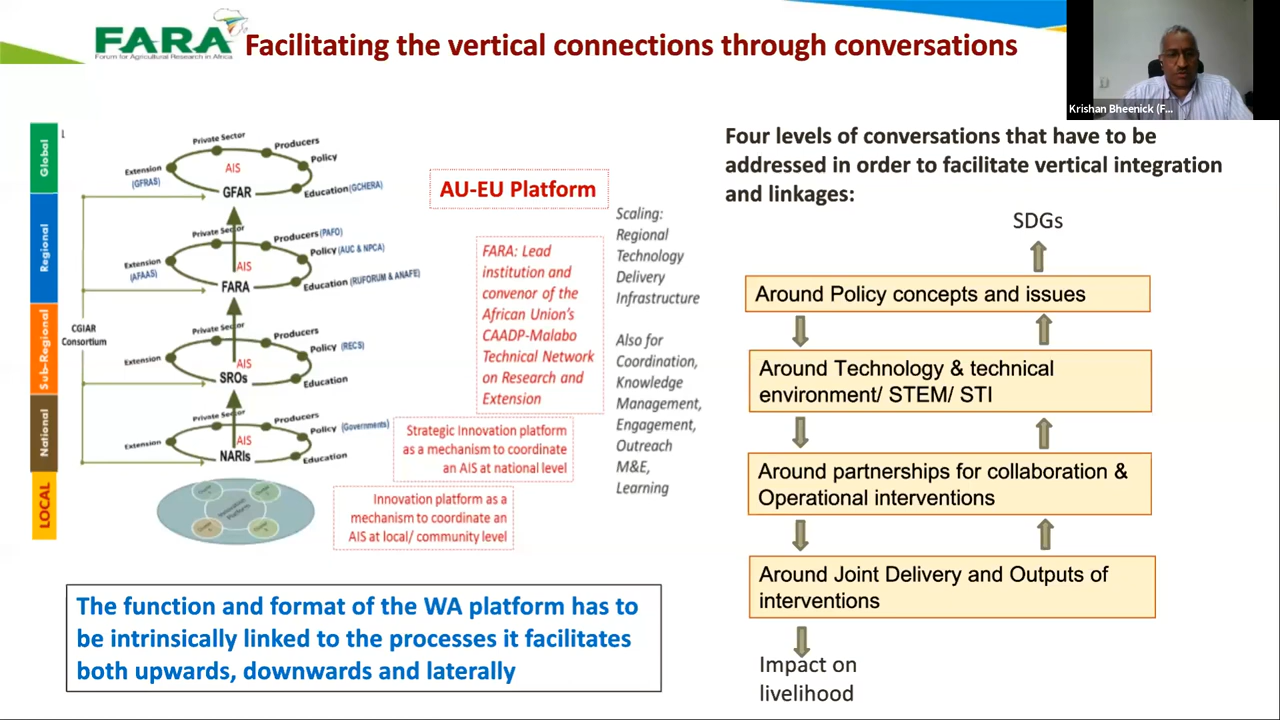 FARA
Forum for Agricultural Research in Africa
Facilitating the vertical connections through conversations
Krishan Bheenick (F...
Global
Regional
Sub-Regional
National
LOCAL
1
CGIAR
Consortium
Private Sector
Producers
Policy
Extension
(GFRAS)
AIS
GFAR
Education (GCHERA)
Private Sector
Producers (PAFO)
Policy (AUC & NPCA)
Extension
(AFAAS)
AIS
FARA
Education (RUFORUM & ANAFE)
Private Sector
Producers
Policy (RECS)
Extension
AIS
SROs
Education
Private Sector
Producers
Policy (Governments)
Extension
AIS
NARIs
Education
Innovation
Platform
AU-EU Platform
FARA: Lead
institution and
convenor of the
African Union's
CAADP-Malabo
Technical Network
on Research and
Extension
Strategic Innovation platform
as a mechanism to coordinate
an AIS at national level
Innovation platform as a
mechanism to coordinate an
AIS at local/ community level
Scaling:
Regional
Technology
Delivery
Infrastructure
Also for
Coordination,
Knowledge
Management,
Engagement,
Outreach
M&E,
Learning
The function and format of the WA platform has to
be intrinsically linked to the processes it facilitates
both upwards, downwards and laterally
Four levels of conversations that have to be
addressed in order to facilitate vertical integration
and linkages:
SDGs
Around Policy concepts and issues
Around Technology & technical
environment/ STEM/ STI
Around partnerships for collaboration &
Operational interventions
Around Joint Delivery and Outputs of
interventions
Impact on
livelihood